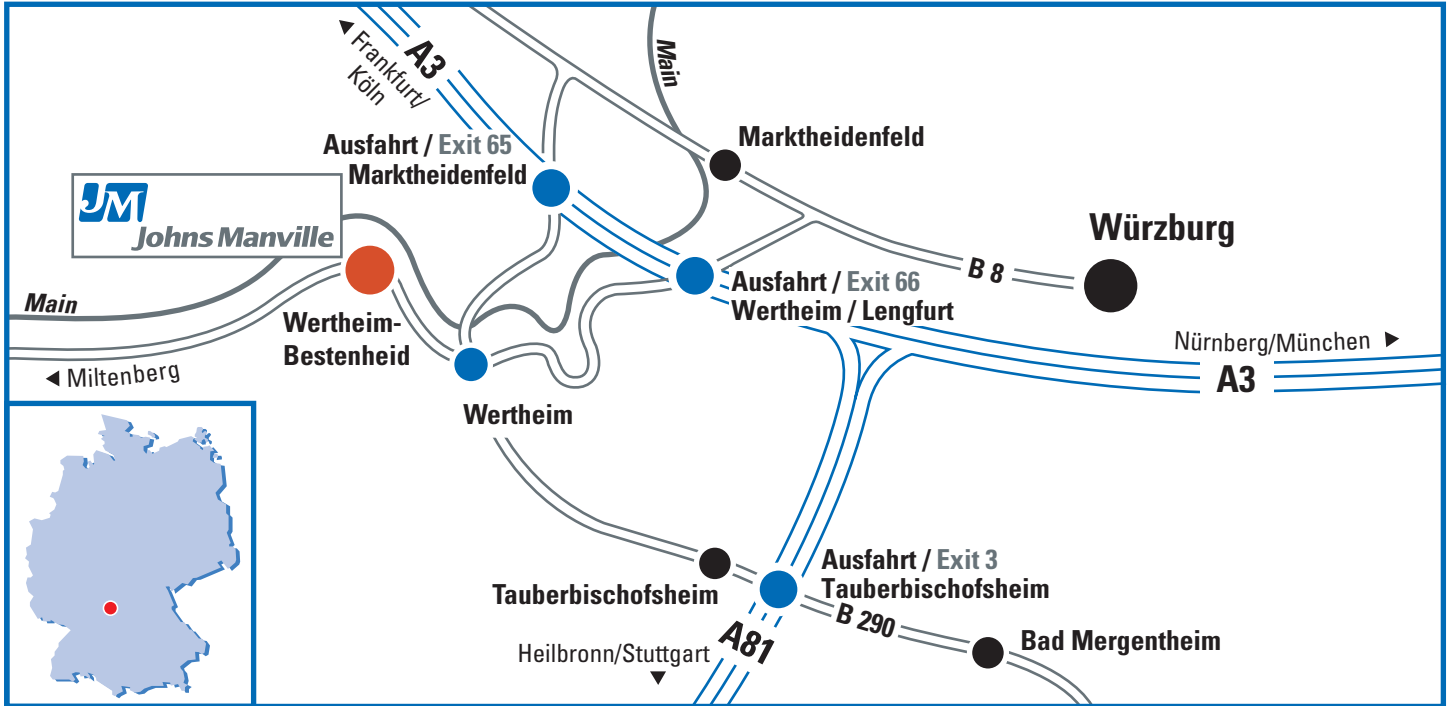 Frankfurt/
Köln
A3
Main
Ausfahrt / Exit 65
Marktheidenfeld
Marktheidenfeld
JM
Johns Manville
Würzburg
B 8
Ausfahrt / Exit 66
Wertheim / Lengfurt
Main
Wertheim-
Bestenheid
Nürnberg/München
A3
Miltenberg
Wertheim
Ausfahrt / Exit 3
Tauberbischofsheim
Tauberbischofsheim
B 290
A81
Bad Mergentheim
Heilbronn/Stuttgart